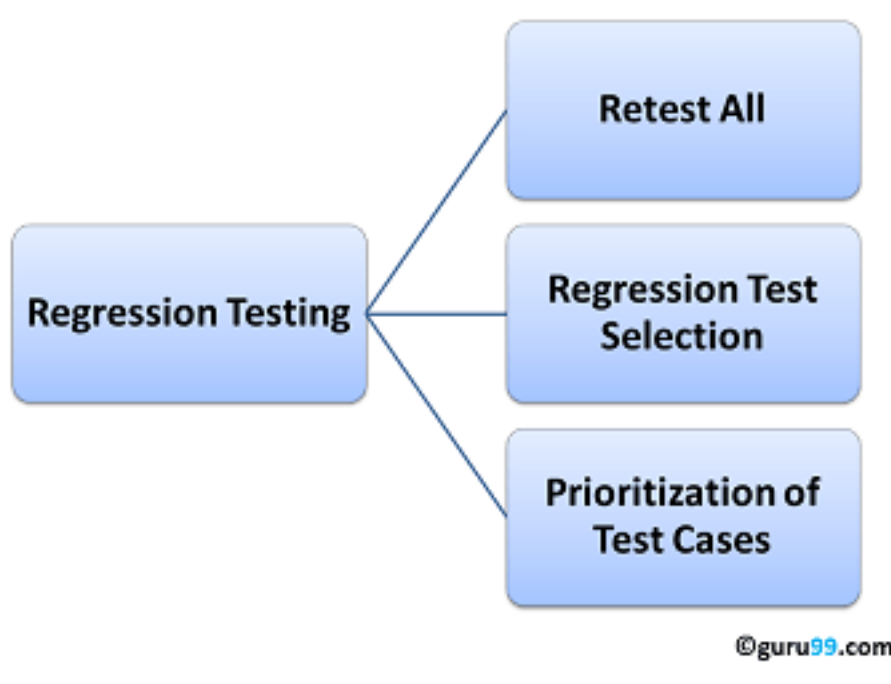 Retest All
Regression Testing
Regression Test
Selection
Prioritization of
Test Cases
©guru99.com